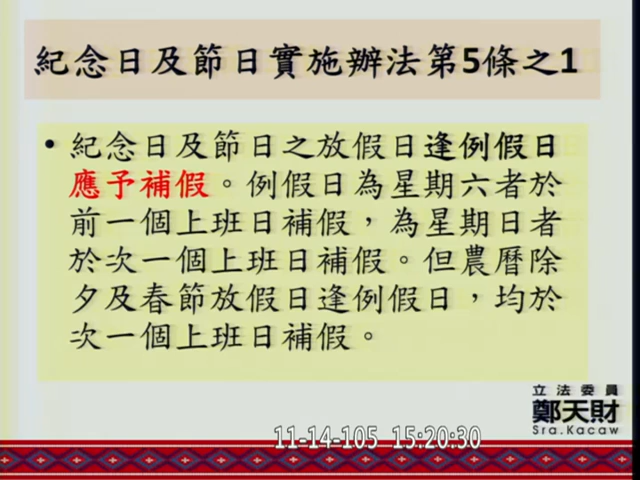 紀念日及節日實施辦法第5條之1
• 紀念日及節日之放假日逢例假日
應予補假。例假日為星期六者於
前一個上班日補假，為星期日者
於次一個上班日補假。但農曆除
夕及春節放假日逢例假日，均於
次一個上班日補假。
立法委員
鄭天財
Sra.Kacaw
11-14-105 15:20:30